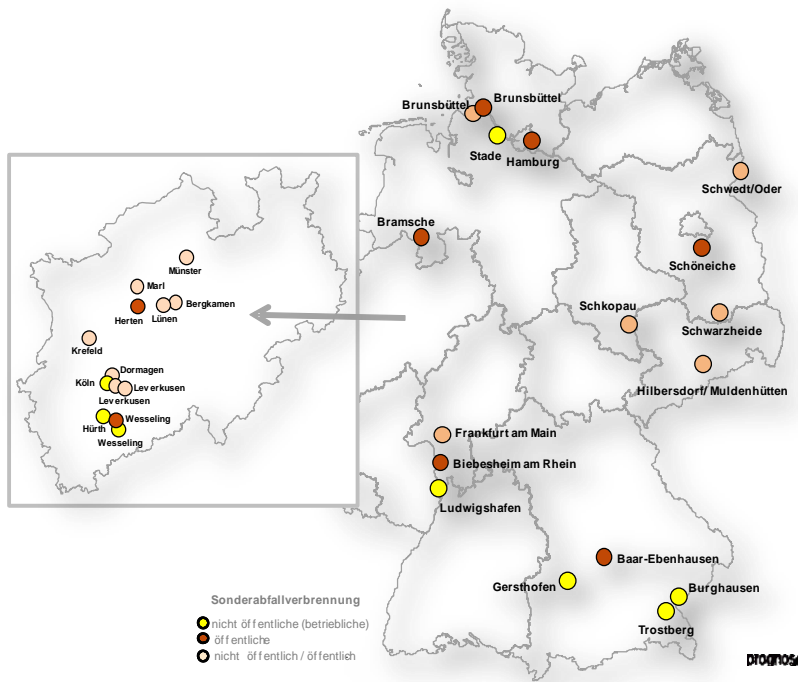 Brunsbüttel
Brunsbüttel
Stade
Hamburg
Schwedt/Oder
Bramsche
Schöneiche
Schkopau
Schwarzheide
Hilbersdorf/Muldenhütten
Münster
Marl
Bergkamen
Herten
Lünen
Krefeld
Dormagen
Köln
Leverkusen
Leverkusen
Wesseling
Hürth
Wesseling
Frankfurt am Main
Biebesheim am Rhein
Ludwigshafen
Baar-Ebenhausen
Gersthofen
Burghausen
Trostberg
Sonderabfallverbrennung
nicht öffentliche (betriebliche)
öffentliche
nicht öffentlich / öffentlich
prognos